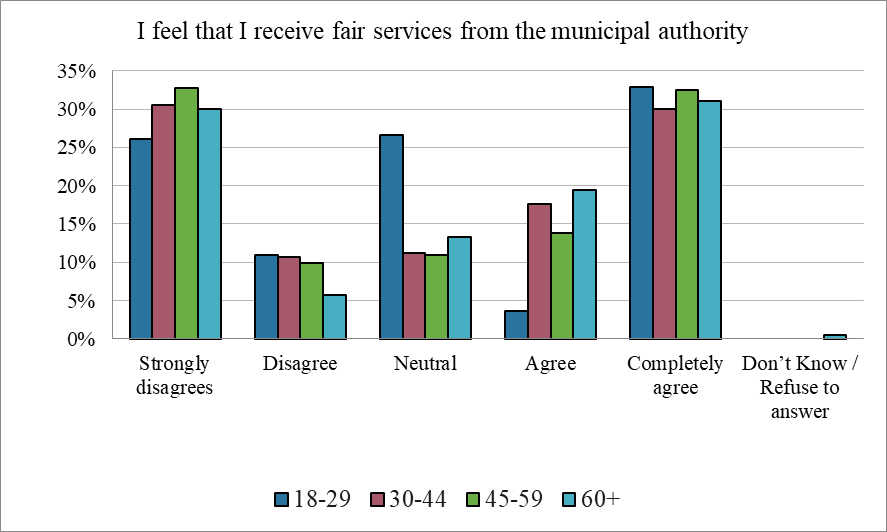 I feel that I receive fair services from the municipal authority
35%
30%
25%
20%
15%
10%
5%
0%
Strongly
disagrees
Disagree
Neutral
Agree
Completely
agree
Don’t Know /
Refuse to
answer
18-29
30-44
45-59
60+